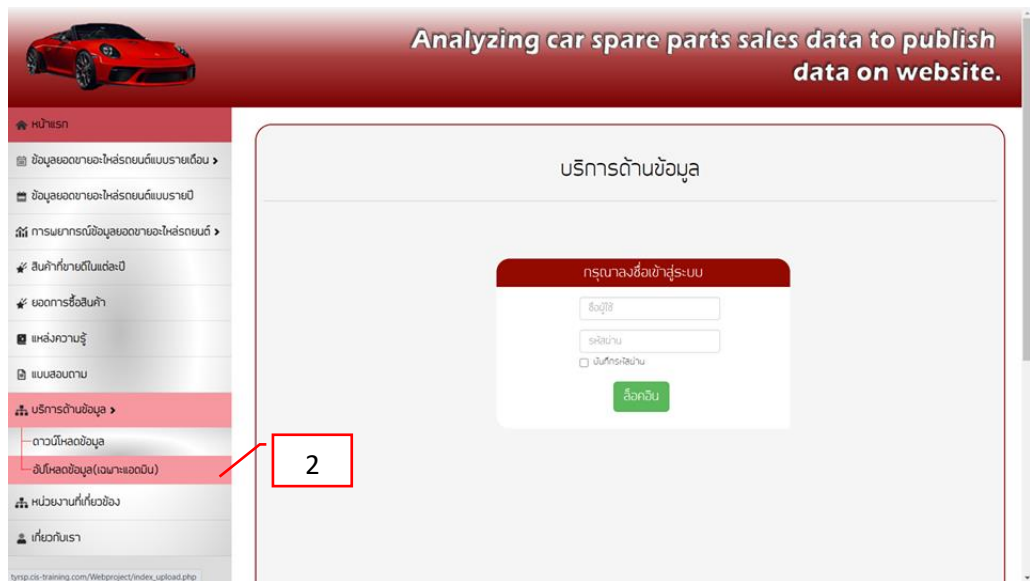 Analyzing car spare parts sales data to publish
data on website.
หน้าแรก
ข้อมูลยอดขายอะไหล่รถยนต์แบบรายเดือน
ข้อมูลยอดขายอะไหล่รถยนต์แบบรายปี
การพยากรณ์ข้อมูลยอดขายอะไหล่รถยนต์
สินค้าที่ขายดีในแต่ละปี
ยอดการซื้อสินค้า
แหล่งความรู้
แบบสอบถาม
บริการด้านข้อมูล
ดาวน์โหลดข้อมูล
อัปโหลดข้อมูล(เฉพาะแอดมิน)
หน่วยงานที่เกี่ยวข้อง
เกี่ยวกับเรา
tyrsp.cis-training.com/Webproject/index_upload.php
บริการด้านข้อมูล
กรุณาลงชื่อเข้าสู่ระบบ
ชื่อผู้ใช้
รหัสผ่าน
บันทึกรหัสผ่าน
ล็อคอิน
2